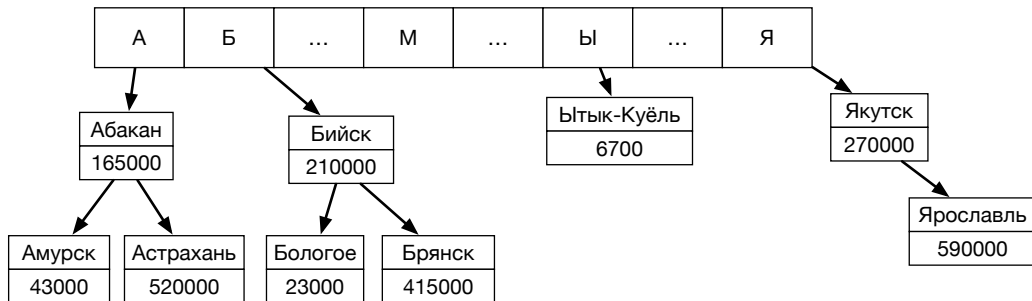 А Б ... М ... Ы ... Я
Абакан
165000
Бийск
210000
Ытык-Куёль
6700
Якутск
270000
Амурск
43000
Астрахань
520000
Бологое
23000
Брянск
415000
Ярославль
590000